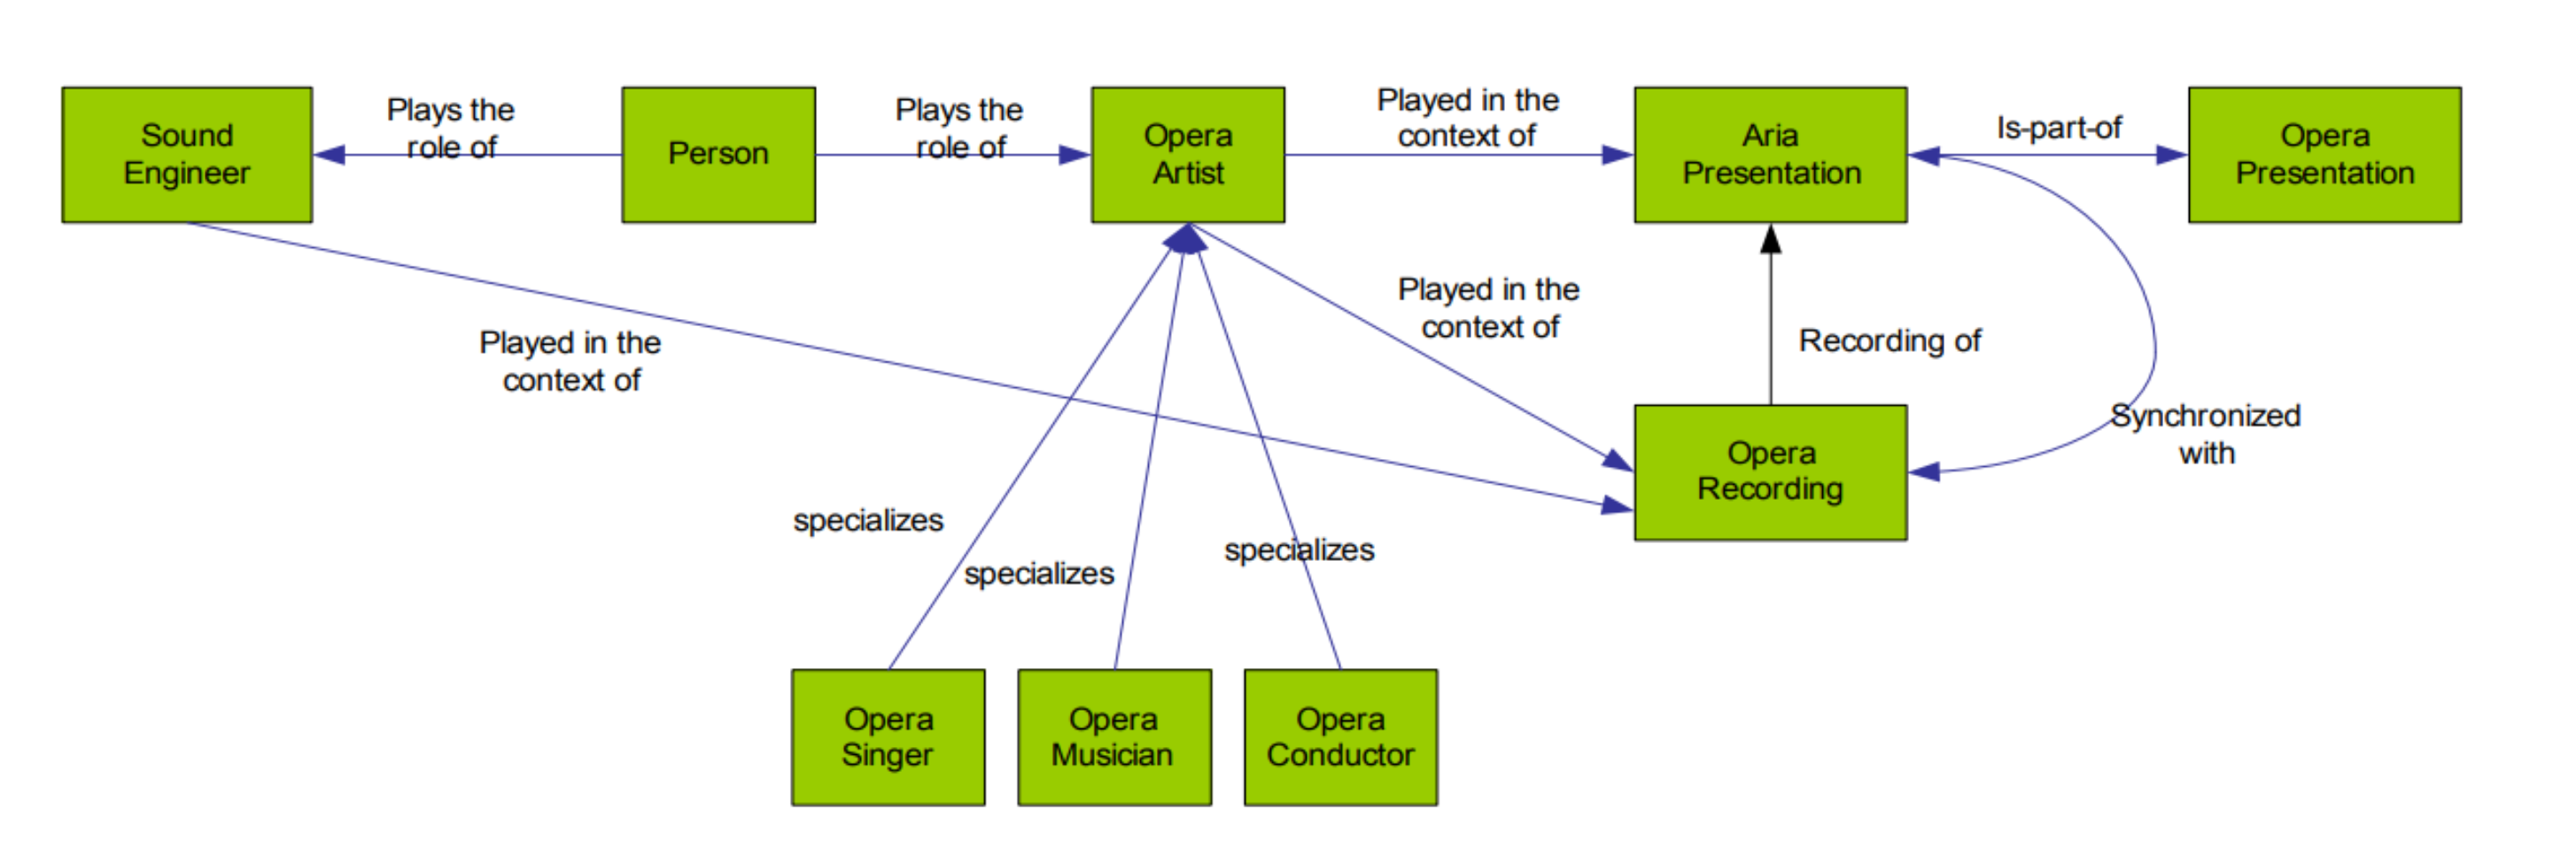 Sound
Engineer
Plays the
role of
Person
Plays the
role of
Opera
Artist
Played in the
context of
Aria
Presentation
Is-part-of
Opera
Presentation
Played in the
context of
Played in the
context of
Recording of
Synchronized
with
Opera
Recording
specializes
specializes
specializes
Opera
Singer
Opera
Musician
Opera
Conductor